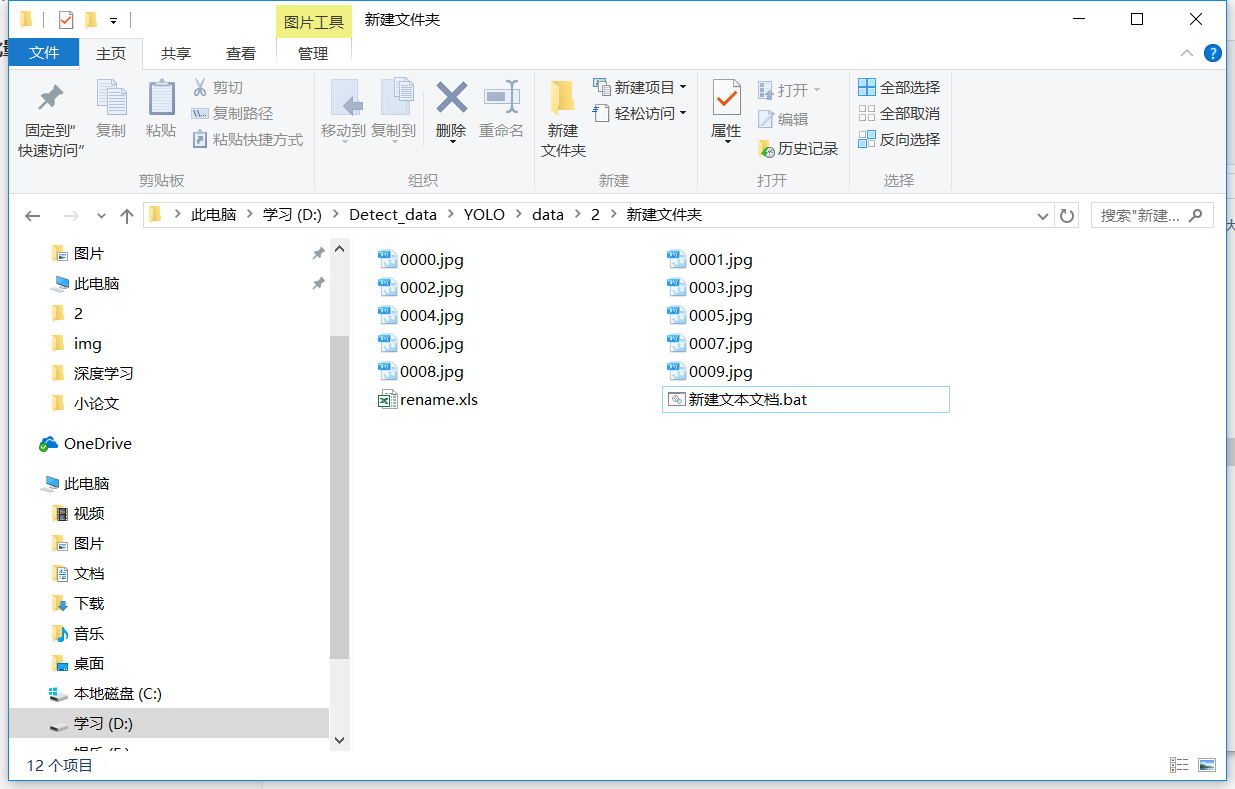 图片工具 新建文件夹
文件 主页 共享 查看 管理
固定到"快速访问"
复制
粘贴
剪切
复制路径
粘贴快捷方式
剪贴板
移动到 复制到 删除 重命名
组织
新建
文件夹
新建项目
轻松访问
新建
属性
打开
编辑
历史记录
打开
全部选择
全部取消
反向选择
选择
此电脑 学习 (D:) Detect_data YOLO data 2 新建文件夹
搜索"新建...
图片
此电脑
2
img
深度学习
小论文
OneDrive
此电脑
视频
图片
文档
下载
音乐
桌面
本地磁盘 (C:)
学习 (D:)
0000.jpg 0001.jpg
0002.jpg 0003.jpg
0004.jpg 0005.jpg
0006.jpg 0007.jpg
0008.jpg 0009.jpg
rename.xls 新建文本文档.bat
12 个项目